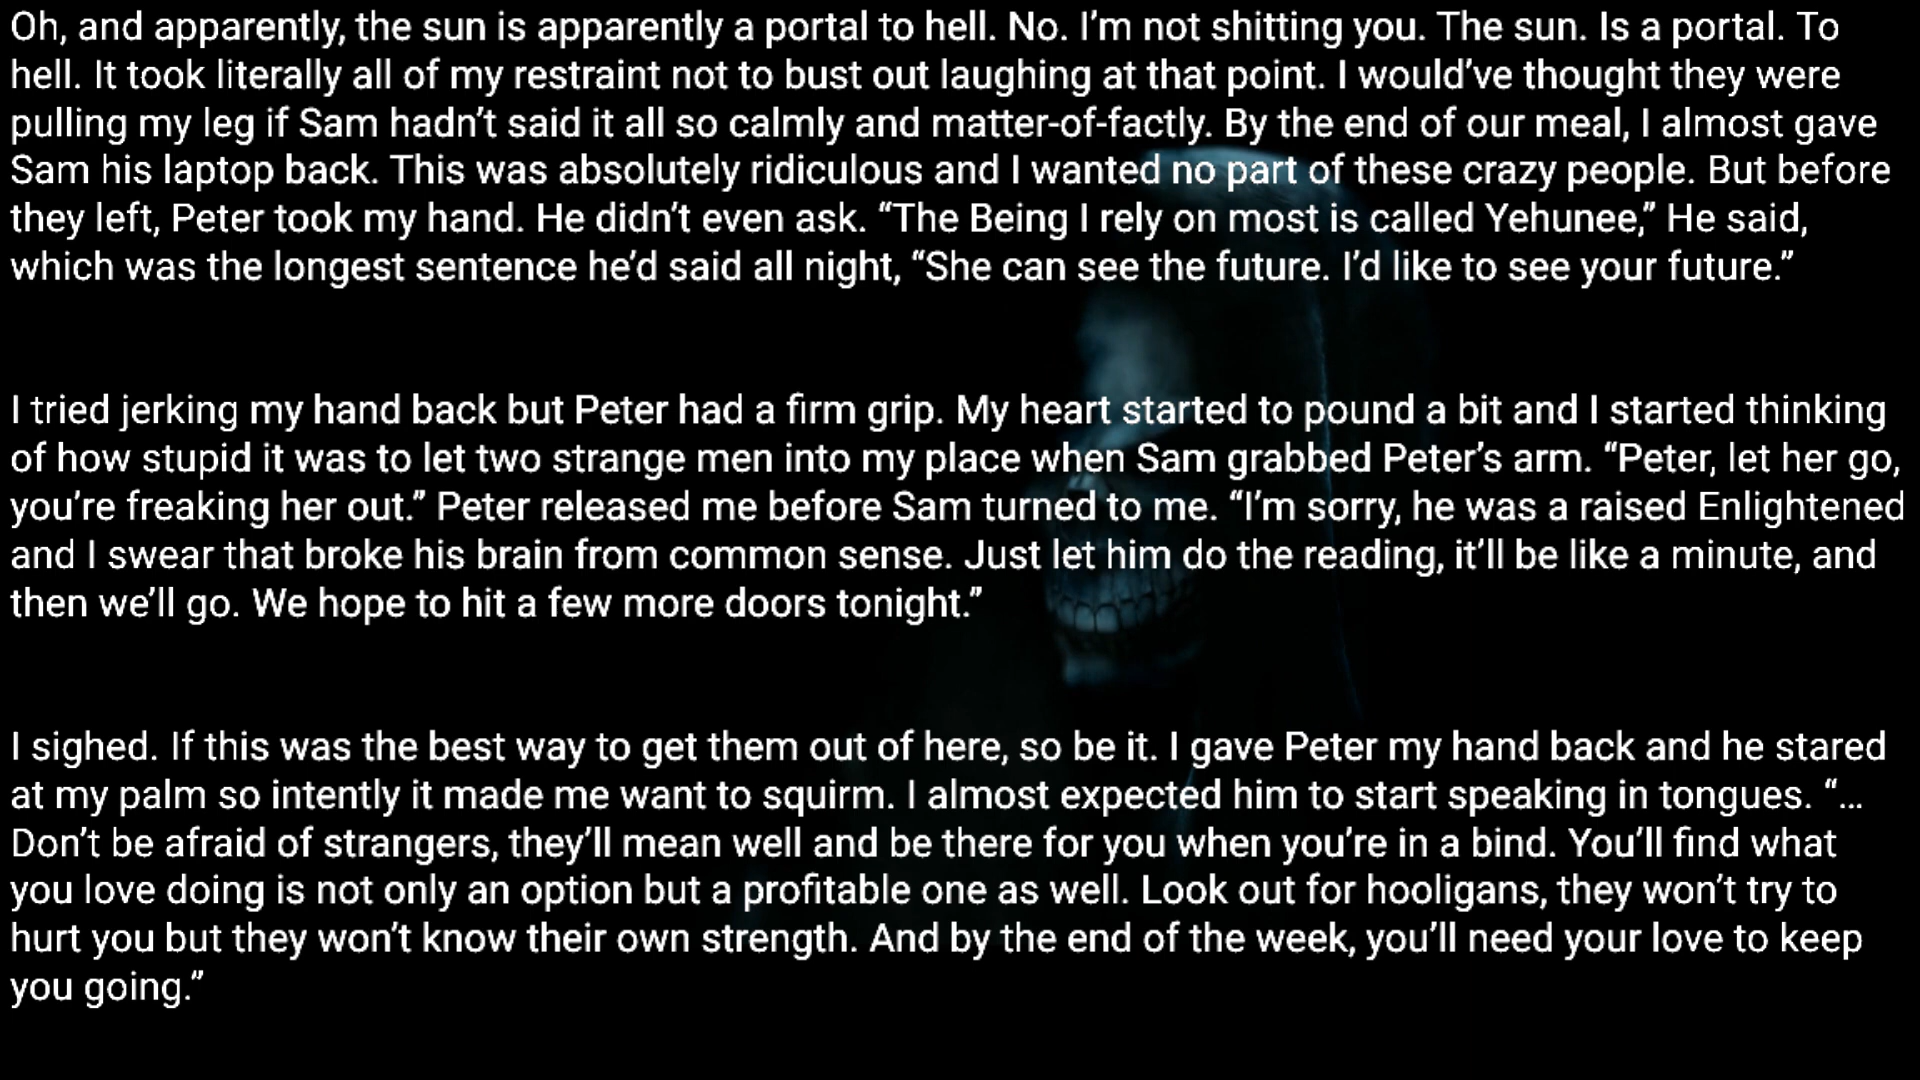 Oh, and apparently, the sun is apparently a portal to hell. No. I’m not shitting you. The sun. Is a portal. To
hell. It took literally all of my restraint not to bust out laughing at that point. I would’ve thought they were
pulling my leg if Sam hadn’t said it all so calmly and matter-of-factly. By the end of our meal, I almost gave
Sam his laptop back. This was absolutely ridiculous and I wanted no part of these crazy people. But before
they left, Peter took my hand. He didn’t even ask. “The Being I rely on most is called Yehunee,” He said,
which was the longest sentence he’d said all night, “She can see the future. I’d like to see your future.”
I tried jerking my hand back but Peter had a firm grip. My heart started to pound a bit and I started thinking
of how stupid it was to let two strange men into my place when Sam grabbed Peter’s arm. “Peter, let her go,
you’re freaking her out.” Peter released me before Sam turned to me. “I’m sorry, he was a raised Enlightened
and I swear that broke his brain from common sense. Just let him do the reading, it’ll be like a minute, and
then we’ll go. We hope to hit a few more doors tonight.”
I sighed. If this was the best way to get them out of here, so be it. I gave Peter my hand back and he stared
at my palm so intently it made me want to squirm. I almost expected him to start speaking in tongues. “…
Don’t be afraid of strangers, they’ll mean well and be there for you when you’re in a bind. You’ll find what
you love doing is not only an option but a profitable one as well. Look out for hooligans, they won’t try to
hurt you but they won’t know their own strength. And by the end of the week, you’ll need your love to keep
you going.”